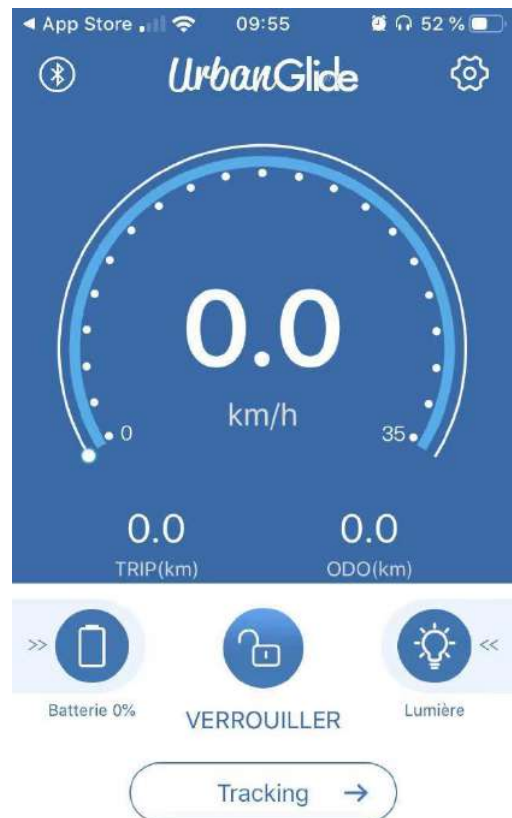 ◄ App Store 09:55 52 %
UrbanGlide
0.0
km/h
0 35
0.0 0.0
TRIP(km) ODO(km)
>> <<
Batterie 0% VERROUILLER Lumière
Tracking →